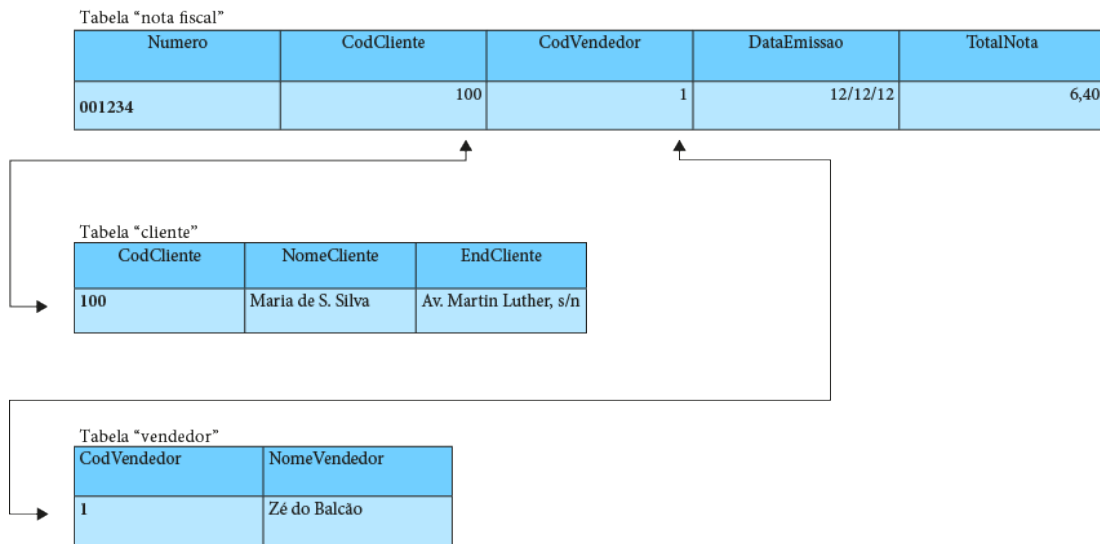 Tabela “nota fiscal”
Numero CodCliente CodVendedor DataEmissao TotalNota
001234 100 1 12/12/12 6,40
Tabela “cliente”
CodCliente NomeCliente EndCliente
100 Maria de S. Silva Av. Martin Luther, s/n
Tabela “vendedor”
CodVendedor NomeVendedor
1 Zé do Balcão